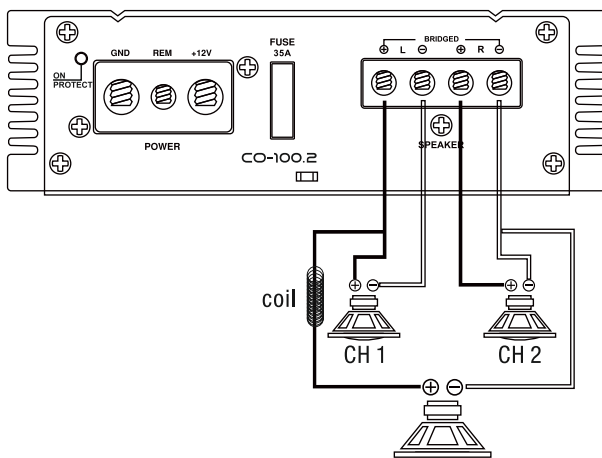 BRIDGED
⊕ L ⊖ ⊕ R ⊖
GND REM +12V
FUSE
35A
ON
PROTECT
POWER
SPEAKER
CO-100.2
coil
⊕ ⊖
⊕ ⊖
CH 1
CH 2
⊕ ⊖